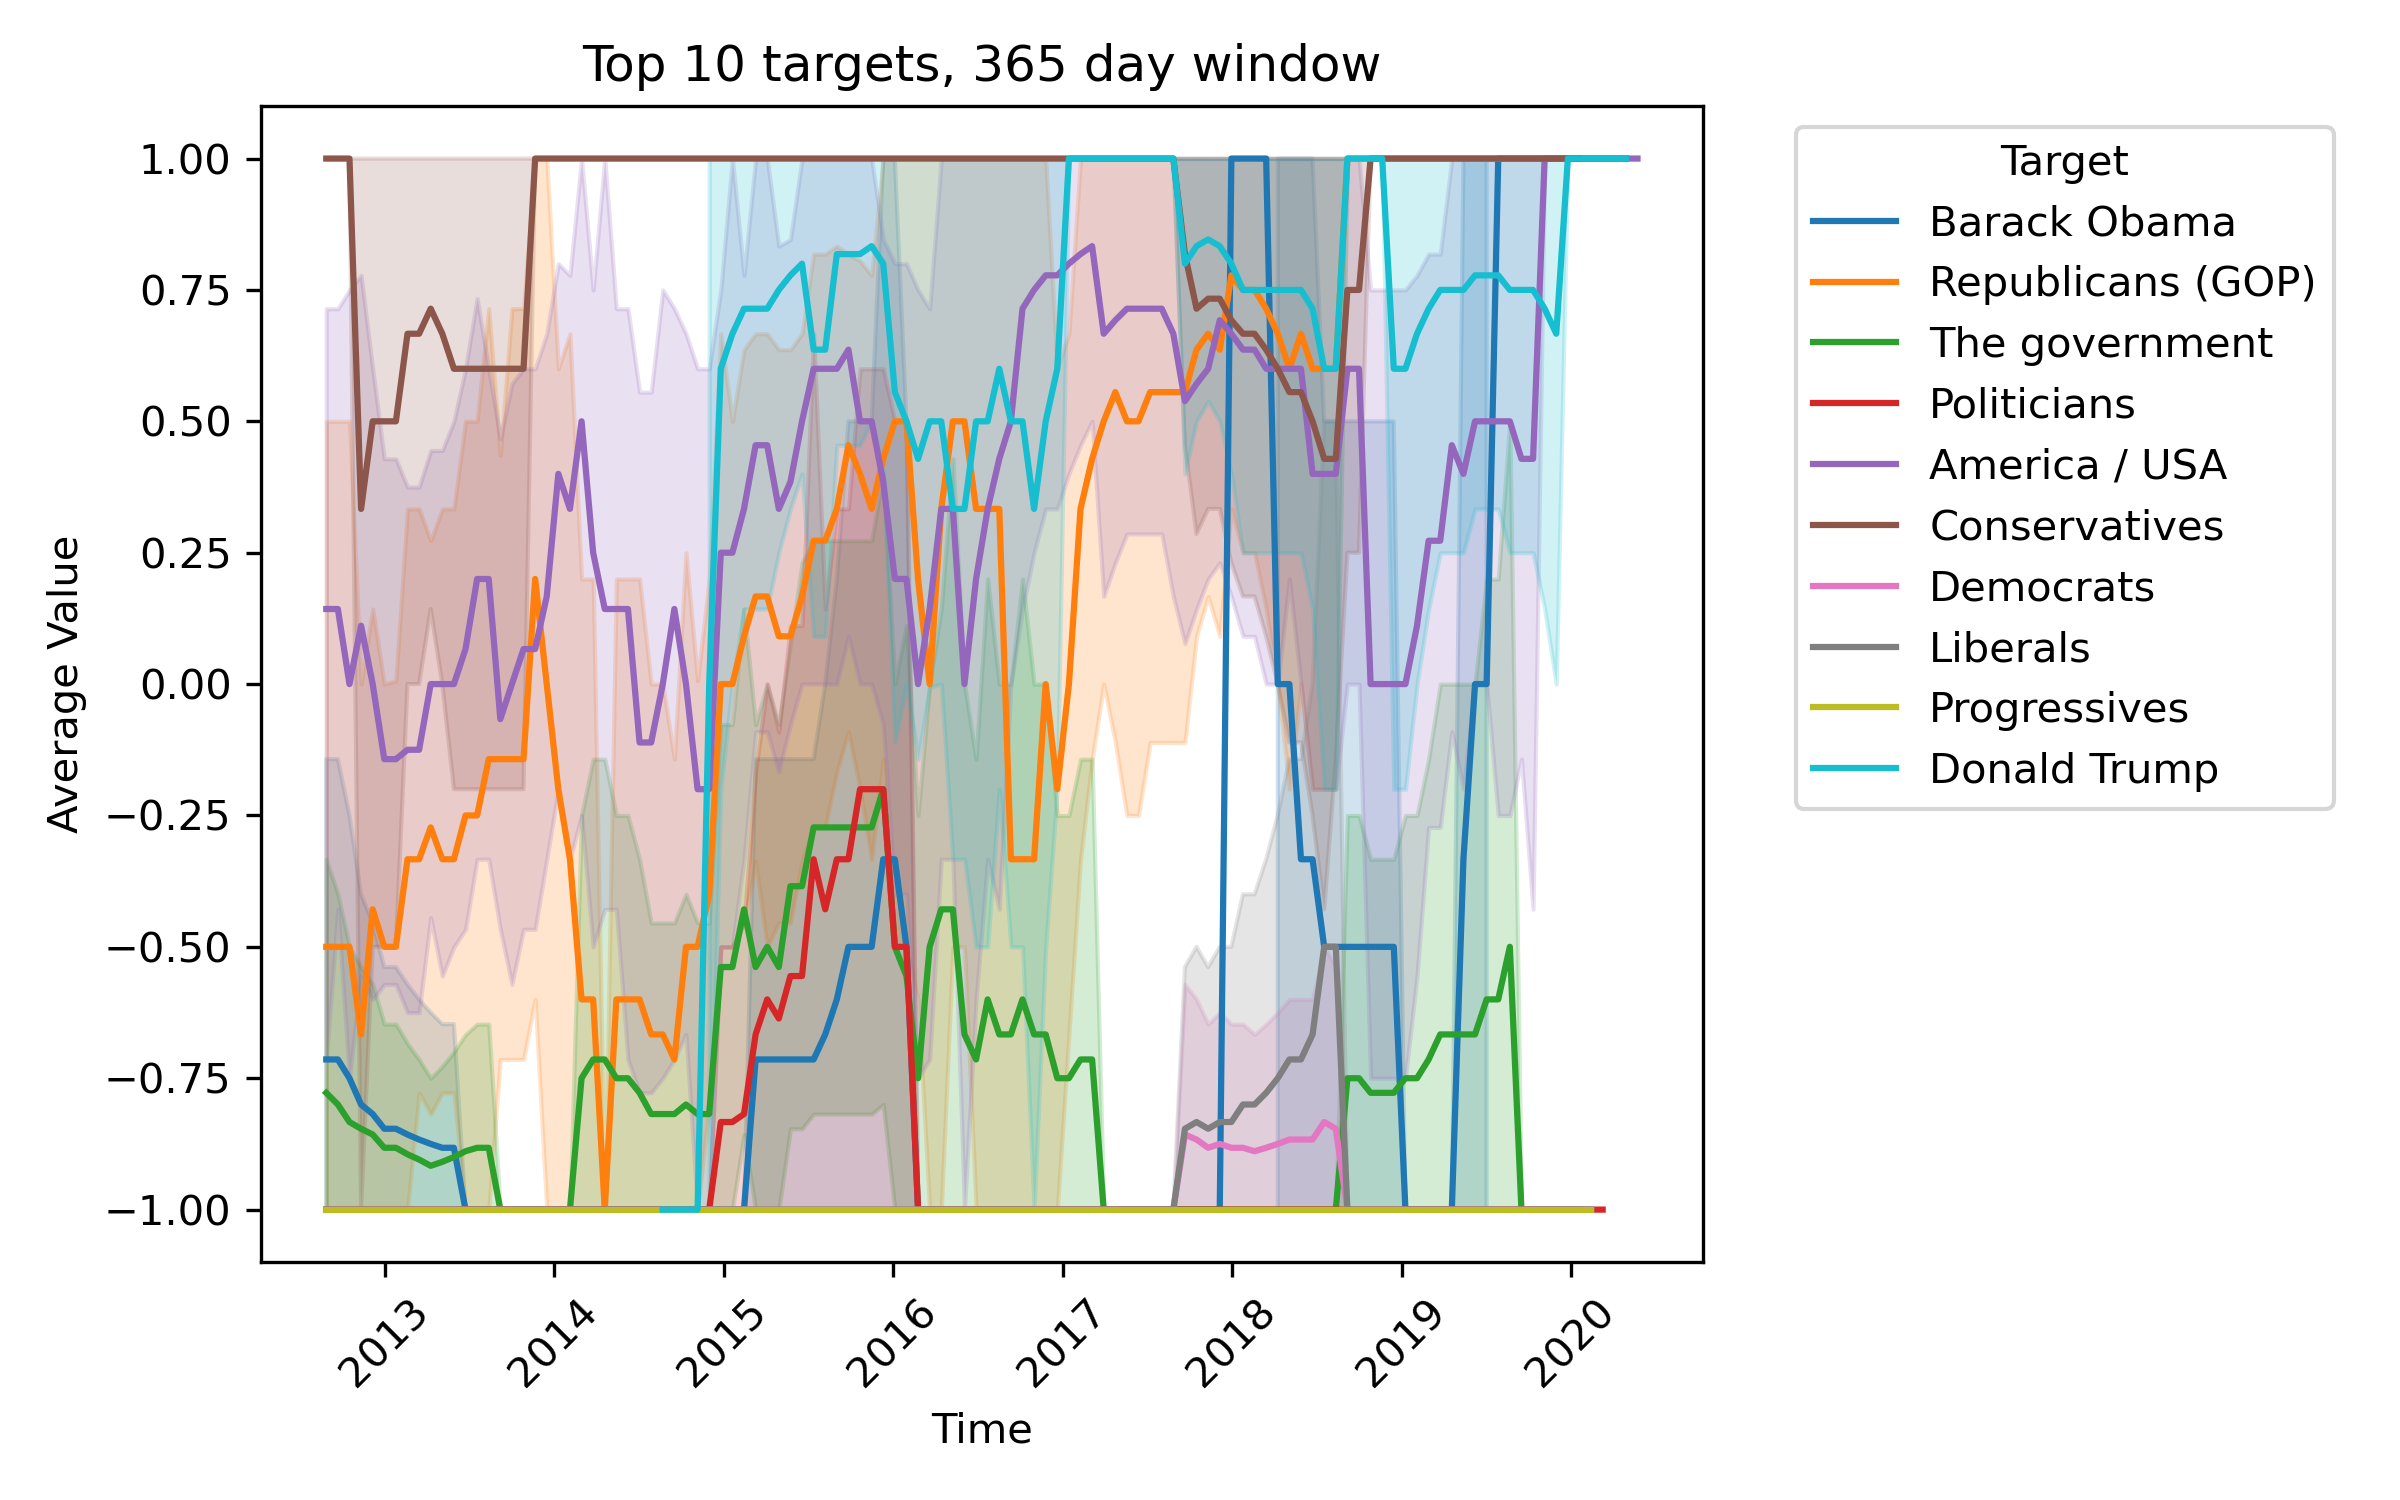 Top 10 targets, 365 day window
Average Value
1.00
0.75
0.50
0.25
0.00
−0.25
−0.50
−0.75
−1.00
2013
2014
2015
2016
2017
2018
2019
2020
Time
Target
Barack Obama
Republicans (GOP)
The government
Politicians
America / USA
Conservatives
Democrats
Liberals
Progressives
Donald Trump